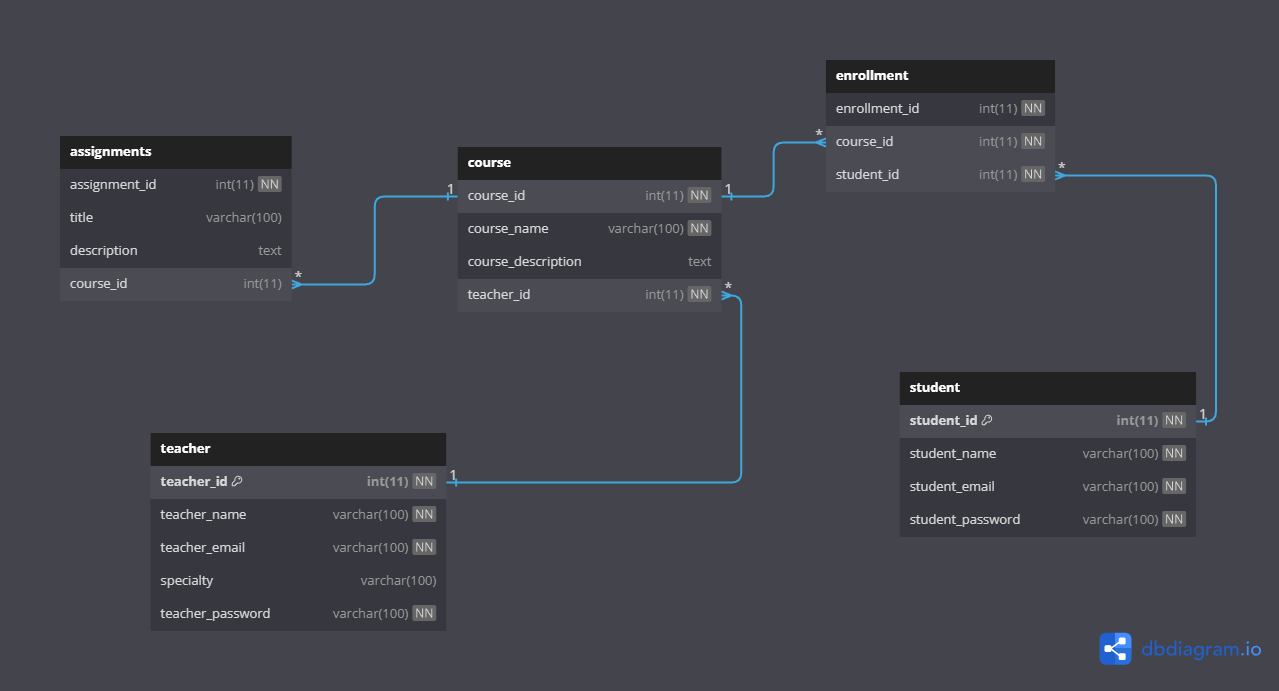 assignments
assignment_id int(11) NN
title varchar(100)
description text
course_id int(11)
*
1
course
course_id int(11) NN
course_name varchar(100) NN
course_description text
teacher_id int(11) NN
1
*
*
enrollment
enrollment_id int(11) NN
course_id int(11) NN
student_id int(11) NN
*
teacher
teacher_id int(11) NN
teacher_name varchar(100) NN
teacher_email varchar(100) NN
specialty varchar(100)
teacher_password varchar(100) NN
1
student
student_id int(11) NN
student_name varchar(100) NN
student_email varchar(100) NN
student_password varchar(100) NN
1
dbdiagram.io